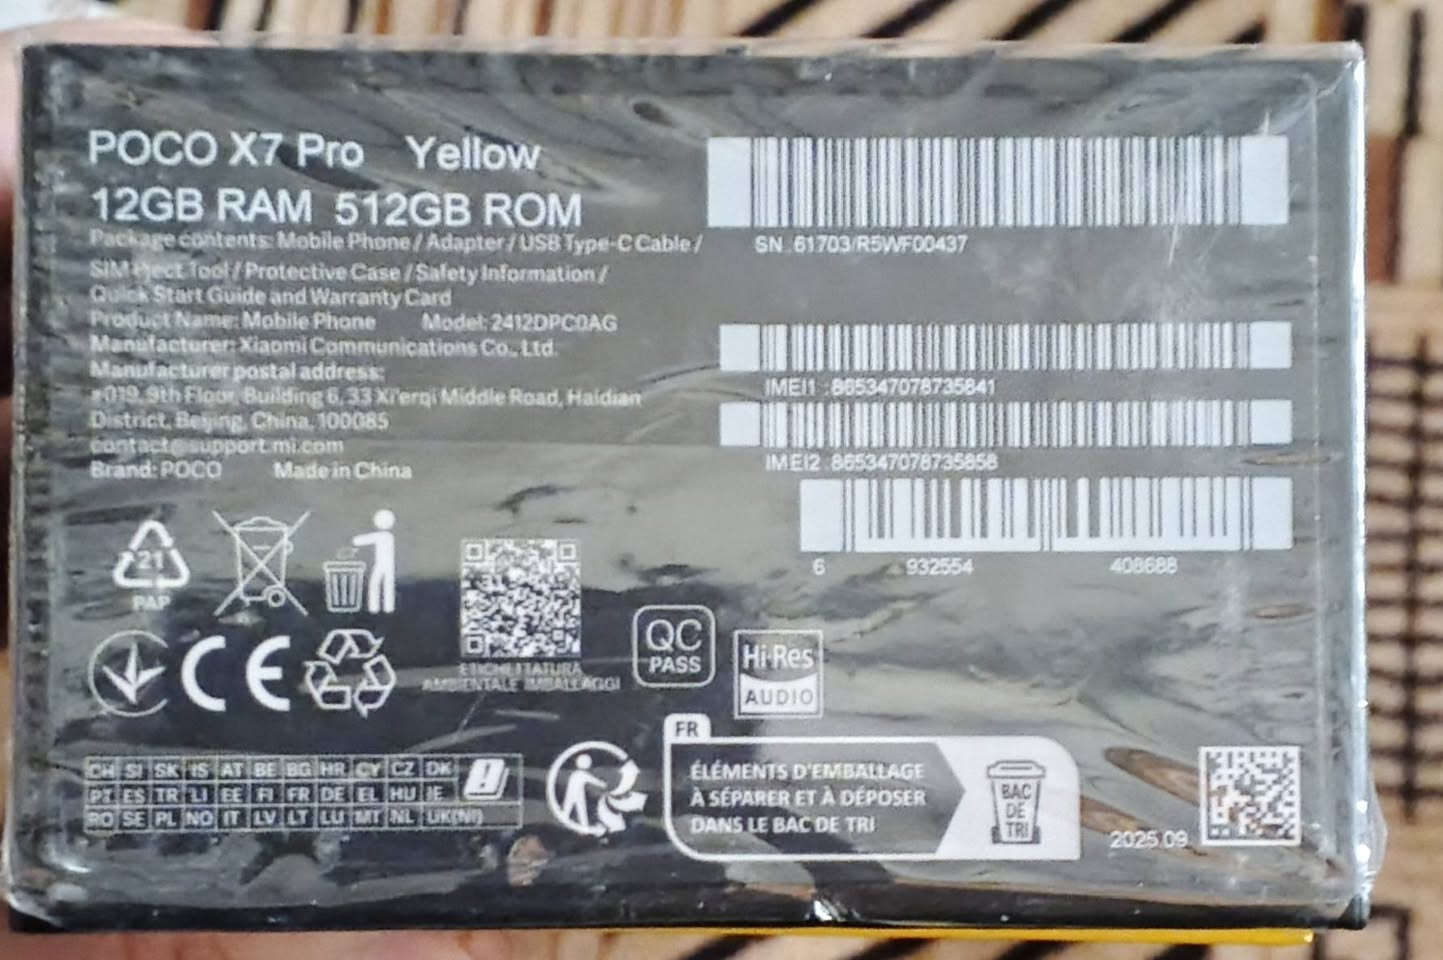 POCO X7 Pro Yellow
12GB RAM 512GB ROM
Package contents: Mobile Phone / Adapter / USB Type-C Cable /
SIM Eject Tool / Protective Case / Safety Information /
Quick Start Guide and Warranty Card
Product Name: Mobile Phone Model: 2412DPC0AG
Manufacturer: Xiaomi Communications Co., Ltd.
Manufacturer postal address:
#019, 9th Floor, Building 6, 33 Xi'erqi Middle Road, Haidian
District, Beijing, China, 100085
contact@support.mi.com
Brand: POCO Made in China
SN : 61703/R5WF00437
IMEI1 : 865347078735841
IMEI2 : 865347078735858
6 932554 408688
21
PAP
CE
ETICHETTATURA
AMBIENTALE IMBALLAGGI
QC
PASS
Hi-Res
AUDIO
CH SI SK IS AT BE BG HR CY CZ DK
PT ES TR LI EE FI FR DE EL HU IE
RO SE PL NO IT LV LT LU MT NL UK(NI)
FR
ÉLÉMENTS D'EMBALLAGE
À SÉPARER ET À DÉPOSER
DANS LE BAC DE TRI
BAC
DE
TRI
2025.09